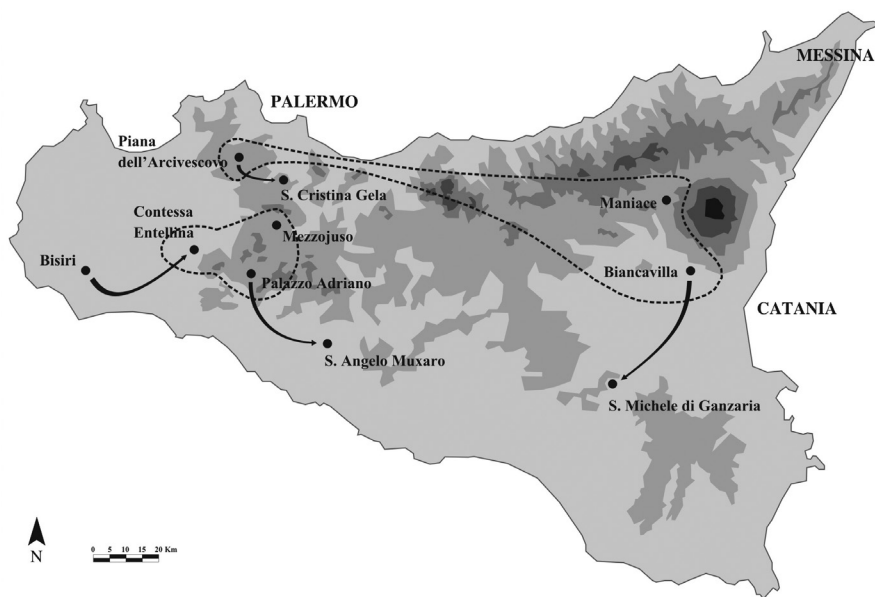 MESSINA
PALERMO
Piana
dell'Arcivescovo
S. Cristina Gela
Maniace
Contessa
Entellina
Mezzojuso
Bisiri
Palazzo Adriano
Biancavilla
CATANIA
S. Angelo Muxaro
S. Michele di Ganzaria
N
0 5 10 15 20 Km